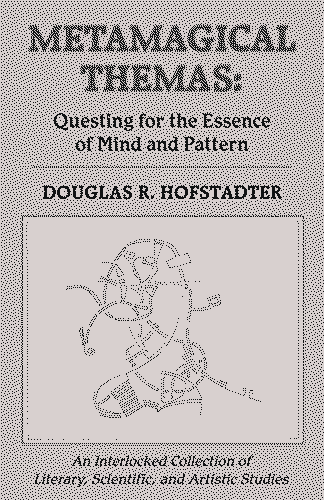 METAMAGICAL
THEMAS:
Questing for the Essence
of Mind and Pattern
DOUGLAS R. HOFSTADTER
An Interlocked Collection of
Literary, Scientific, and Artistic Studies